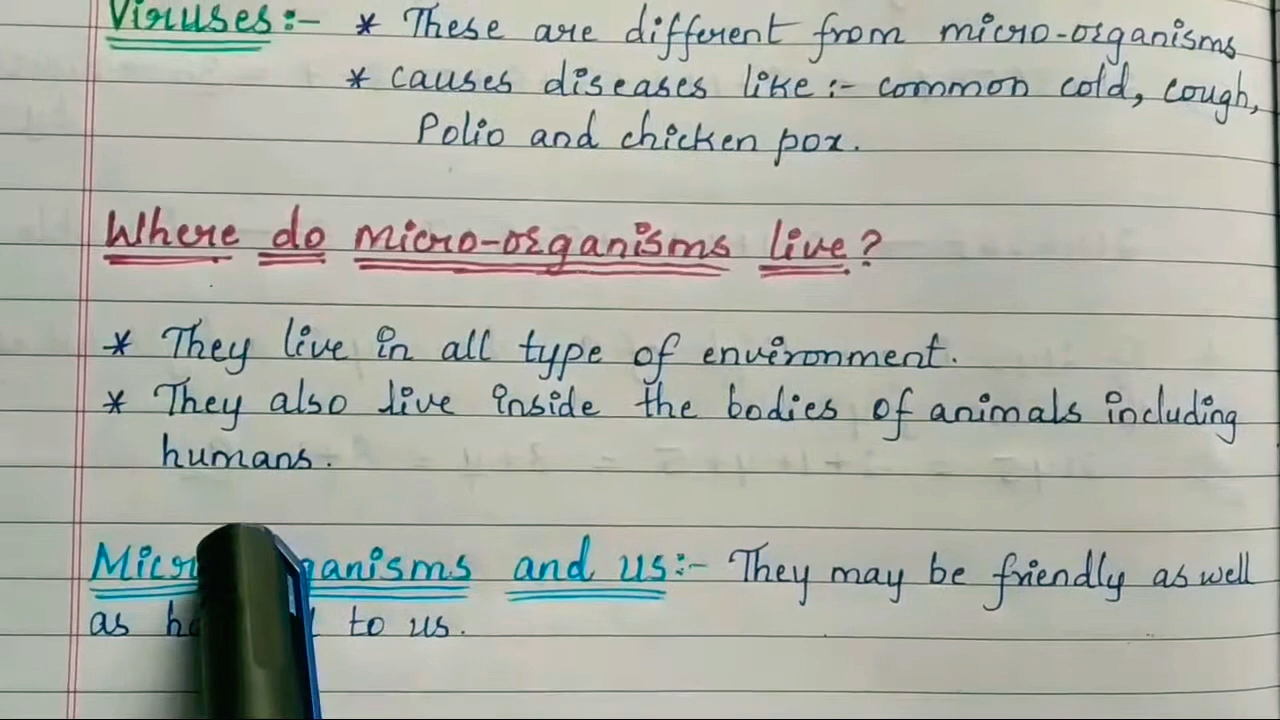 Viruses:- * These are different from micro-organisms
* causes diseases like :- common cold, cough,
Polio and chicken pox.
Where do micro-organisms live?
* They live in all type of environment.
* They also live inside the bodies of animals including
humans.
and us:- They may be friendly as well
as to us.